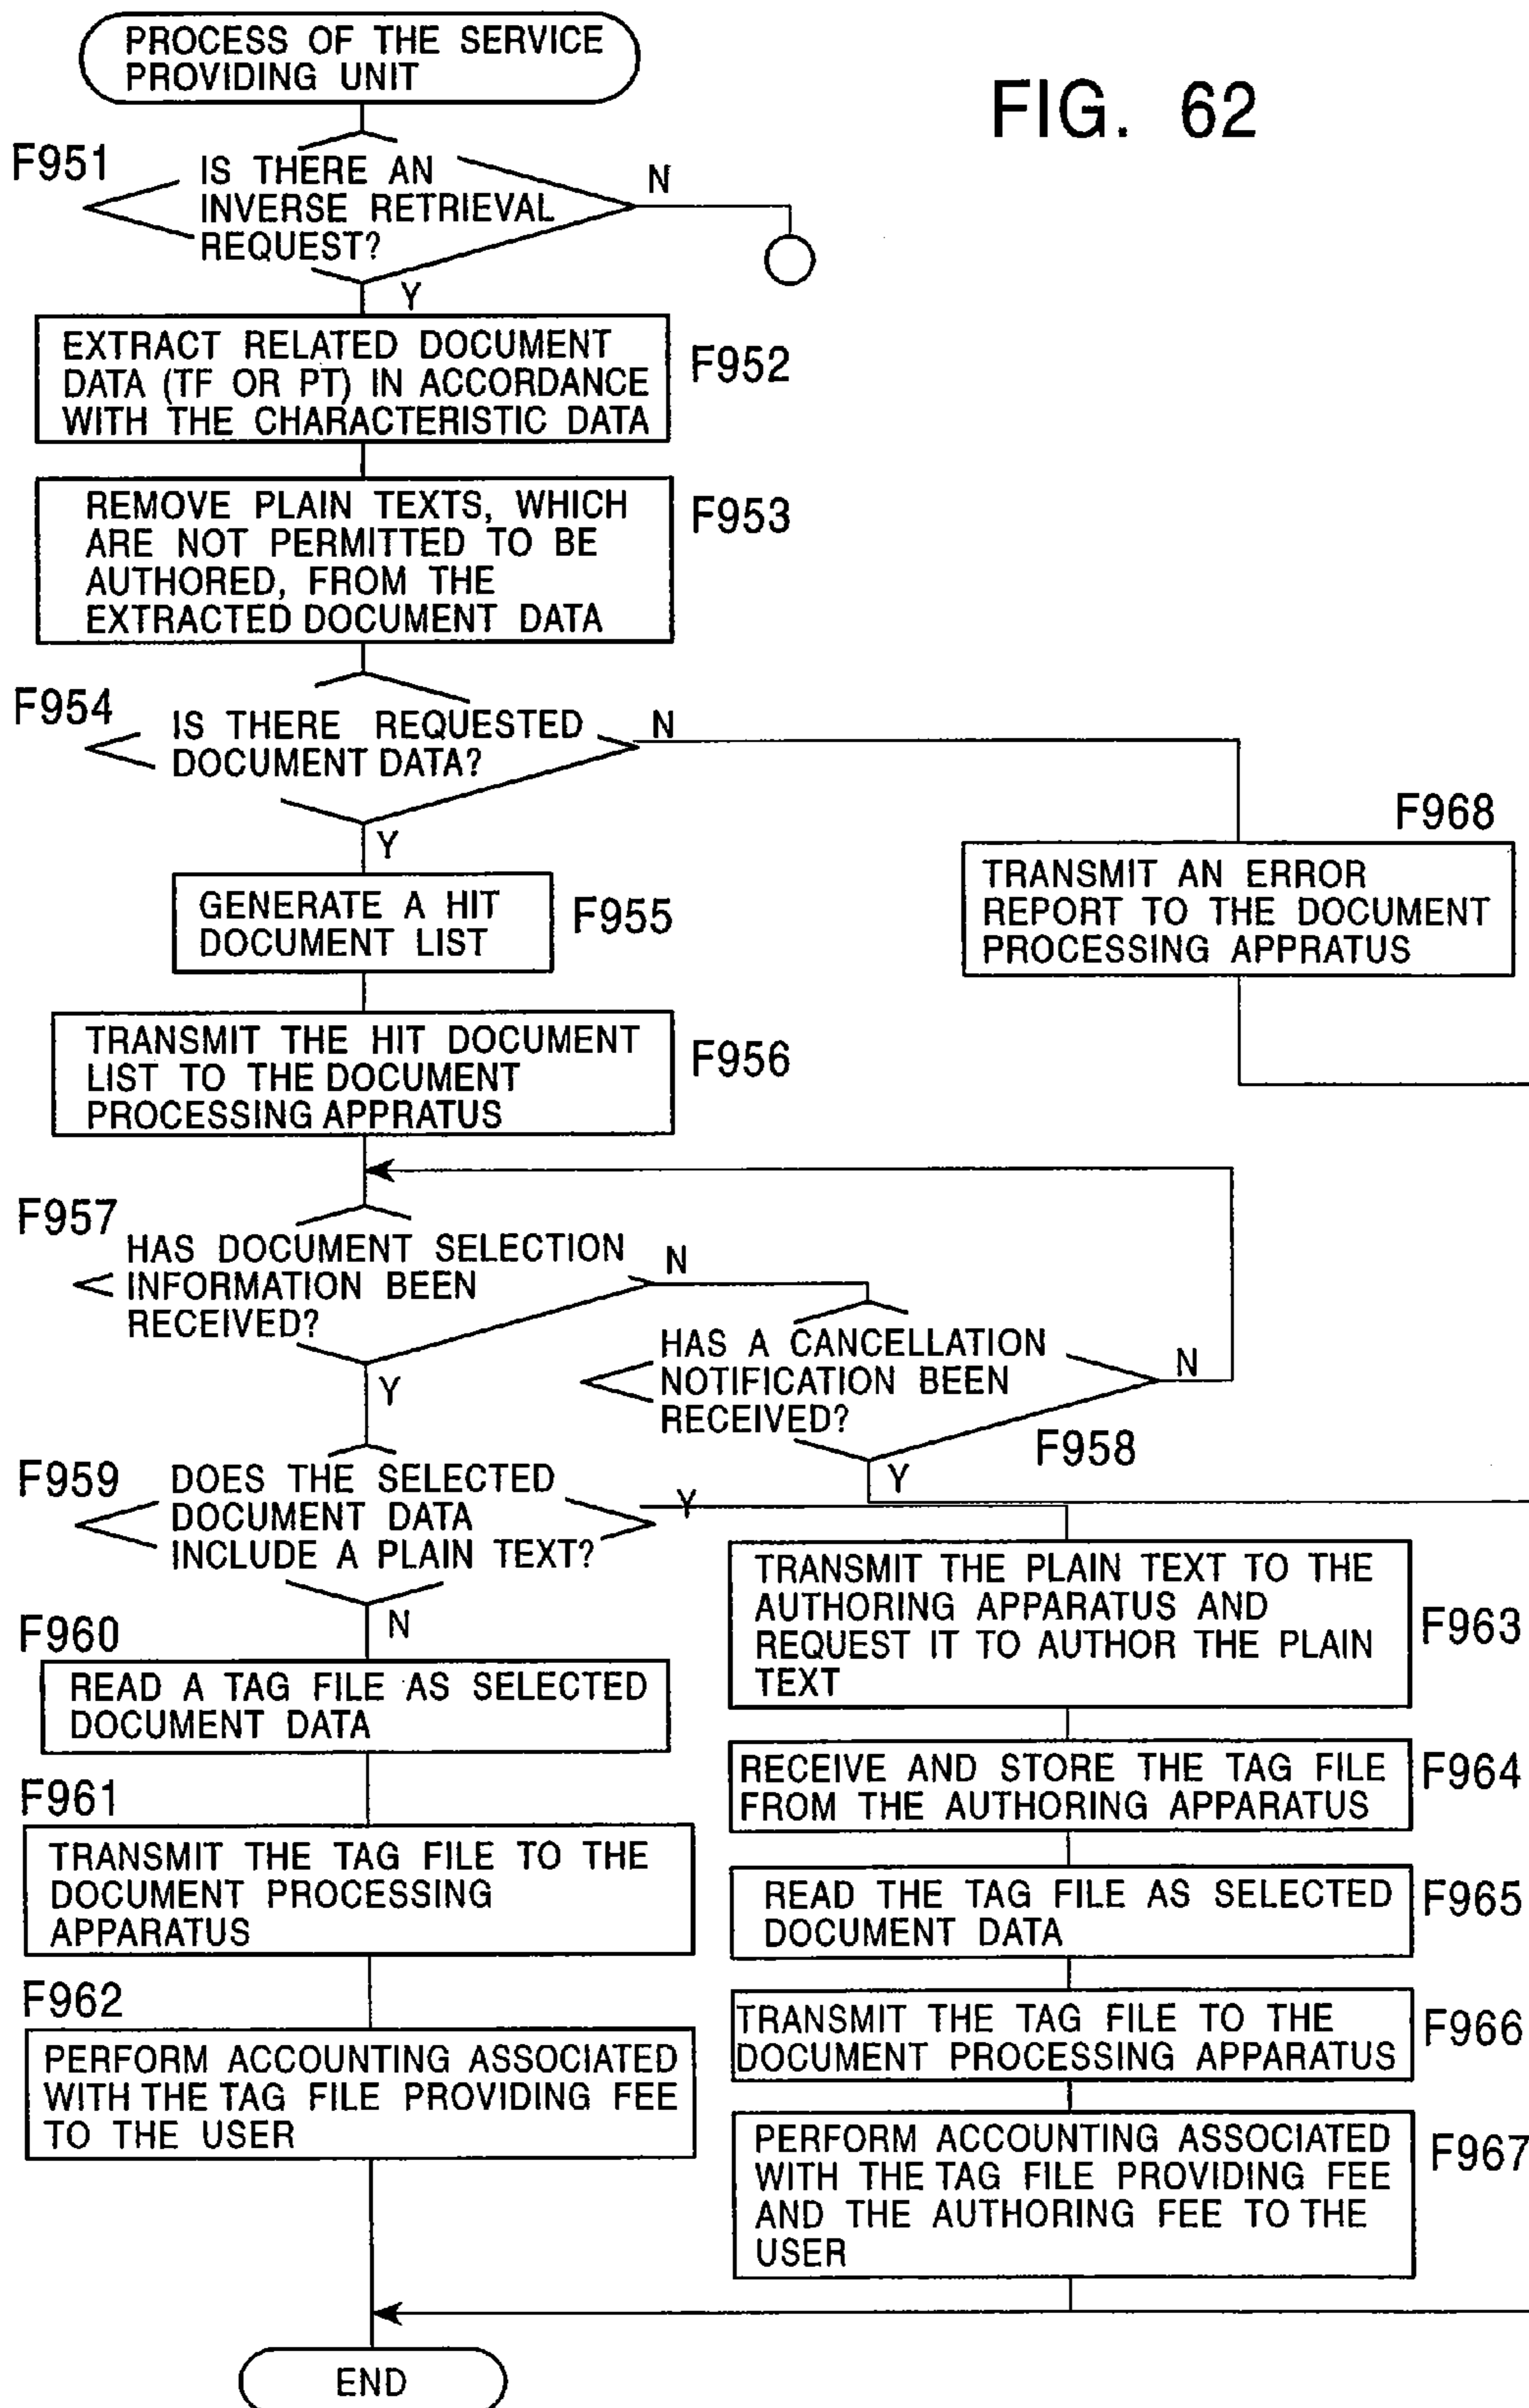 PROCESS OF THE SERVICE
PROVIDING UNIT
FIG. 62
F951
IS THERE AN
INVERSE RETRIEVAL
REQUEST?
N
Y
EXTRACT RELATED DOCUMENT
DATA (TF OR PT) IN ACCORDANCE
WITH THE CHARACTERISTIC DATA
F952
REMOVE PLAIN TEXTS, WHICH
ARE NOT PERMITTED TO BE
AUTHORED, FROM THE
EXTRACTED DOCUMENT DATA
F953
F954
IS THERE REQUESTED
DOCUMENT DATA?
N
Y
F968
TRANSMIT AN ERROR
REPORT TO THE DOCUMENT
PROCESSING APPRATUS
GENERATE A HIT
DOCUMENT LIST
F955
TRANSMIT THE HIT DOCUMENT
LIST TO THE DOCUMENT
PROCESSING APPRATUS
F956
F957
HAS DOCUMENT SELECTION
INFORMATION BEEN
RECEIVED?
N
Y
HAS A CANCELLATION
NOTIFICATION BEEN
RECEIVED?
N
F958
Y
F959
DOES THE SELECTED
DOCUMENT DATA
INCLUDE A PLAIN TEXT?
Y
N
F960
READ A TAG FILE AS SELECTED
DOCUMENT DATA
F961
TRANSMIT THE TAG FILE TO THE
DOCUMENT PROCESSING
APPARATUS
F962
PERFORM ACCOUNTING ASSOCIATED
WITH THE TAG FILE PROVIDING FEE
TO THE USER
TRANSMIT THE PLAIN TEXT TO THE
AUTHORING APPARATUS AND
REQUEST IT TO AUTHOR THE PLAIN
TEXT
F963
RECEIVE AND STORE THE TAG FILE
FROM THE AUTHORING APPARATUS
F964
READ THE TAG FILE AS SELECTED
DOCUMENT DATA
F965
TRANSMIT THE TAG FILE TO THE
DOCUMENT PROCESSING APPARATUS
F966
PERFORM ACCOUNTING ASSOCIATED
WITH THE TAG FILE PROVIDING FEE
AND THE AUTHORING FEE TO THE
USER
F967
END